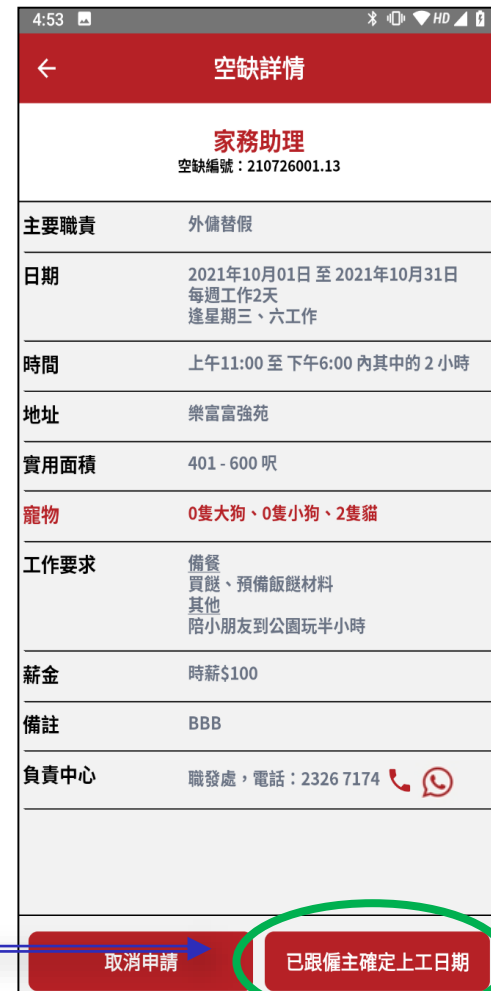 4:53 HD
空缺詳情
家務助理
空缺編號：210726001.13
主要職責 外傭替假
日期 2021年10月01日 至 2021年10月31日
每週工作2天
逢星期三、六工作
時間 上午11:00 至 下午6:00 內其中的 2 小時
地址 樂富富強苑
實用面積 401 - 600 呎
寵物 0隻大狗、0隻小狗、2隻貓
工作要求 備餐
買餸、預備飯餸材料
其他
陪小朋友到公園玩半小時
薪金 時薪$100
備註 BBB
負責中心 職發處，電話：2326 7174
取消申請 已跟僱主確定上工日期